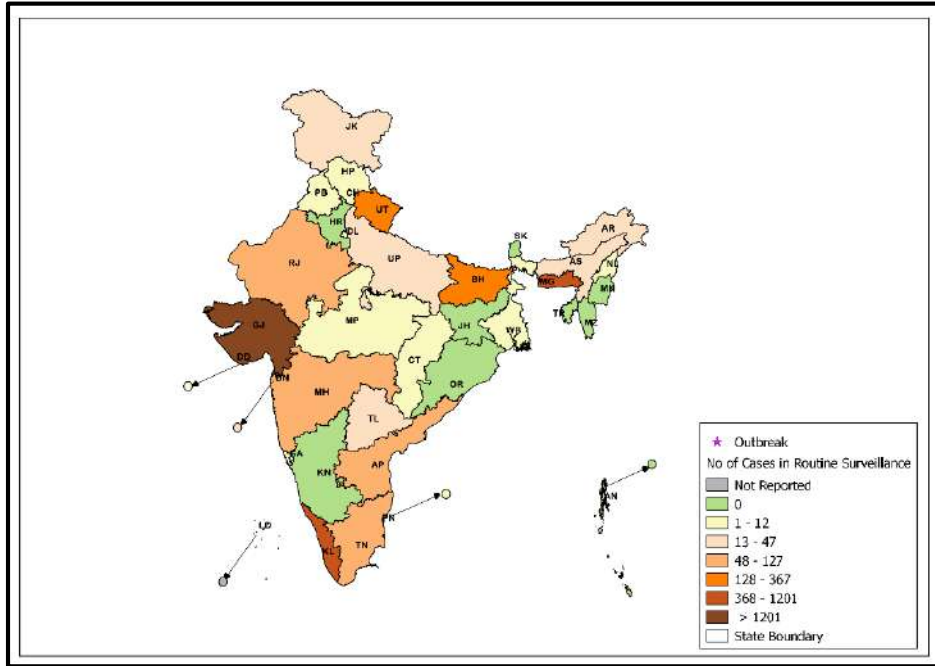 JK
HP
PB
CH
UT
HR
DL
SK
AR
RJ
UP
AS
NL
BH
MG
MN
GJ
MP
JH
TR
MZ
WB
DD
CT
DN
OR
MH
TL
AP
KN
AN
LD
KL
TN
Outbreak
No of Cases in Routine Surveillance
Not Reported
0
1 - 12
13 - 47
48 - 127
128 - 367
368 - 1201
> 1201
State Boundary